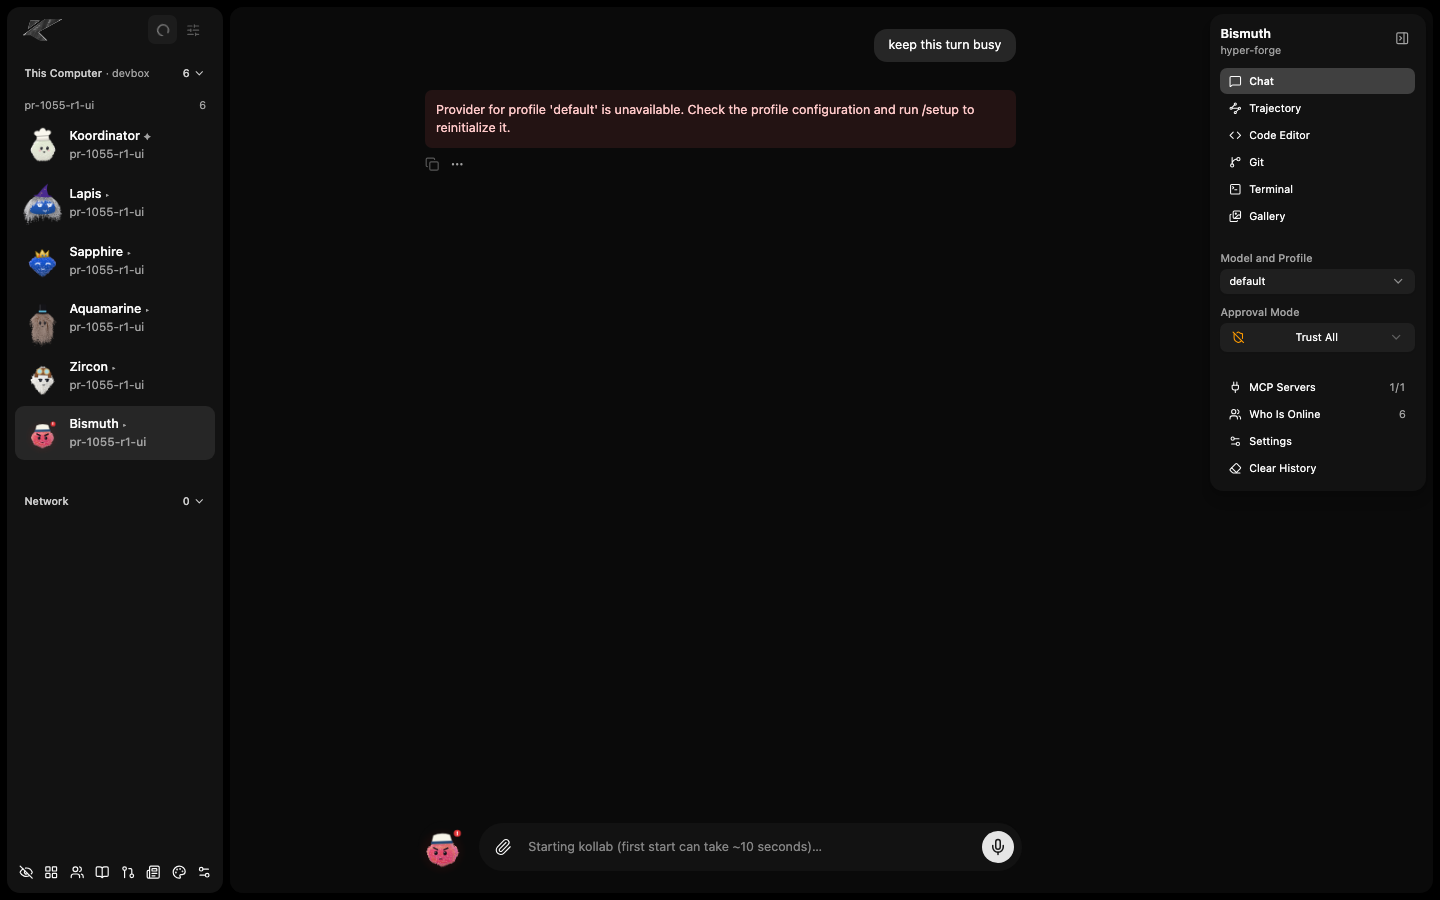 This Computer · devbox 6
pr-1055-r1-ui 6
Koordinator
pr-1055-r1-ui
Lapis
pr-1055-r1-ui
Sapphire
pr-1055-r1-ui
Aquamarine
pr-1055-r1-ui
Zircon
pr-1055-r1-ui
Bismuth
pr-1055-r1-ui
Network 0
keep this turn busy
Provider for profile 'default' is unavailable. Check the profile configuration and run /setup to
reinitialize it.
Starting kollab (first start can take ~10 seconds)...
Bismuth
hyper-forge
Chat
Trajectory
Code Editor
Git
Terminal
Gallery
Model and Profile
default
Approval Mode
Trust All
MCP Servers 1/1
Who Is Online 6
Settings
Clear History